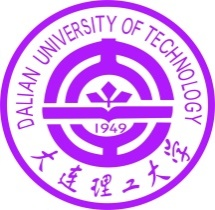 DALIAN UNIVERSITY OF TECHNOLOGY
1949
大连理工大学